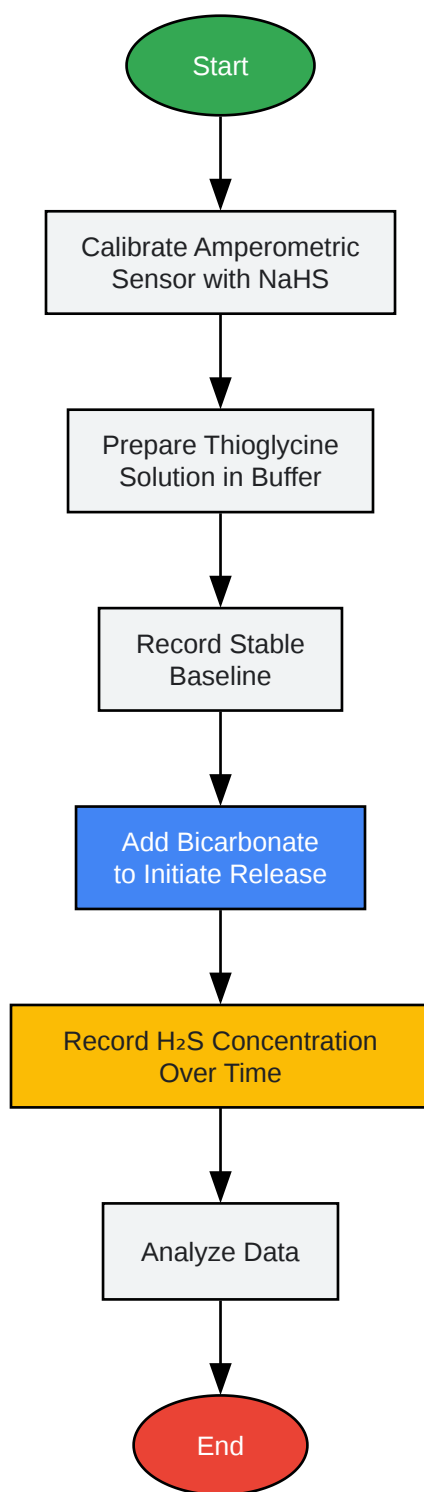 Start
Calibrate Amperometric
Sensor with NaHS
Prepare Thioglycine
Solution in Buffer
Record Stable
Baseline
Add Bicarbonate
to Initiate Release
Record H₂S Concentration
Over Time
Analyze Data
End